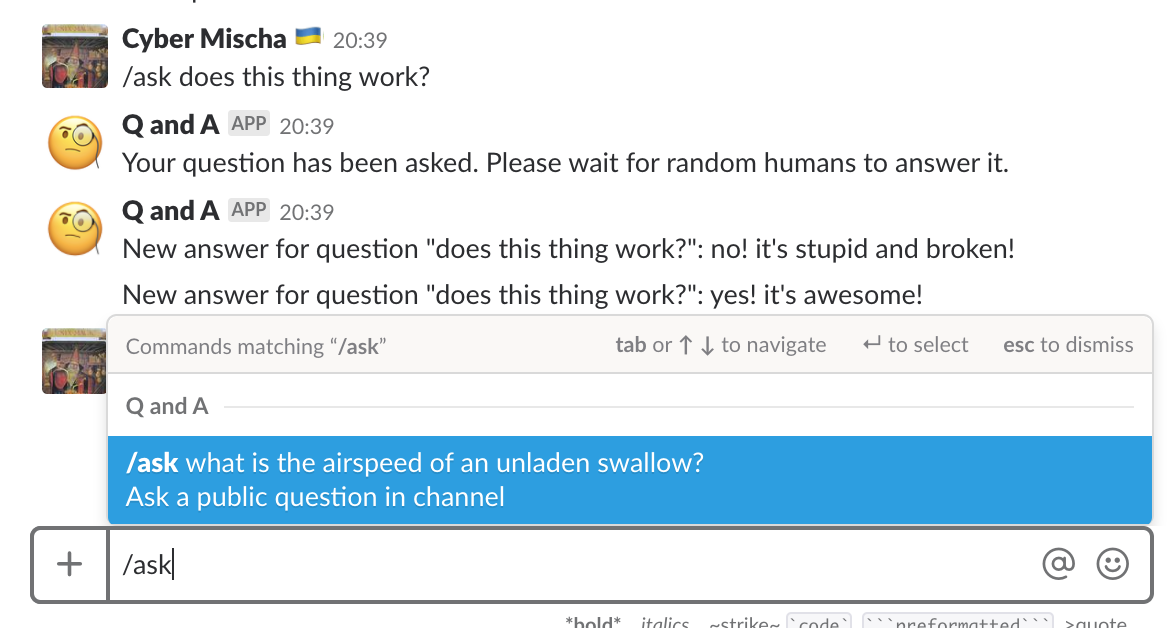 Cyber Mischa 🇺🇦 20:39
/ask does this thing work?
Q and A APP 20:39
Your question has been asked. Please wait for random humans to answer it.
Q and A APP 20:39
New answer for question "does this thing work?": no! it's stupid and broken!
New answer for question "does this thing work?": yes! it's awesome!
Commands matching “/ask” tab or ↑ ↓ to navigate ↵ to select esc to dismiss
Q and A
/ask what is the airspeed of an unladen swallow?
Ask a public question in channel
+ /ask @
*bold* _italics_ ~strike~ `code` ```preformatted``` >quote